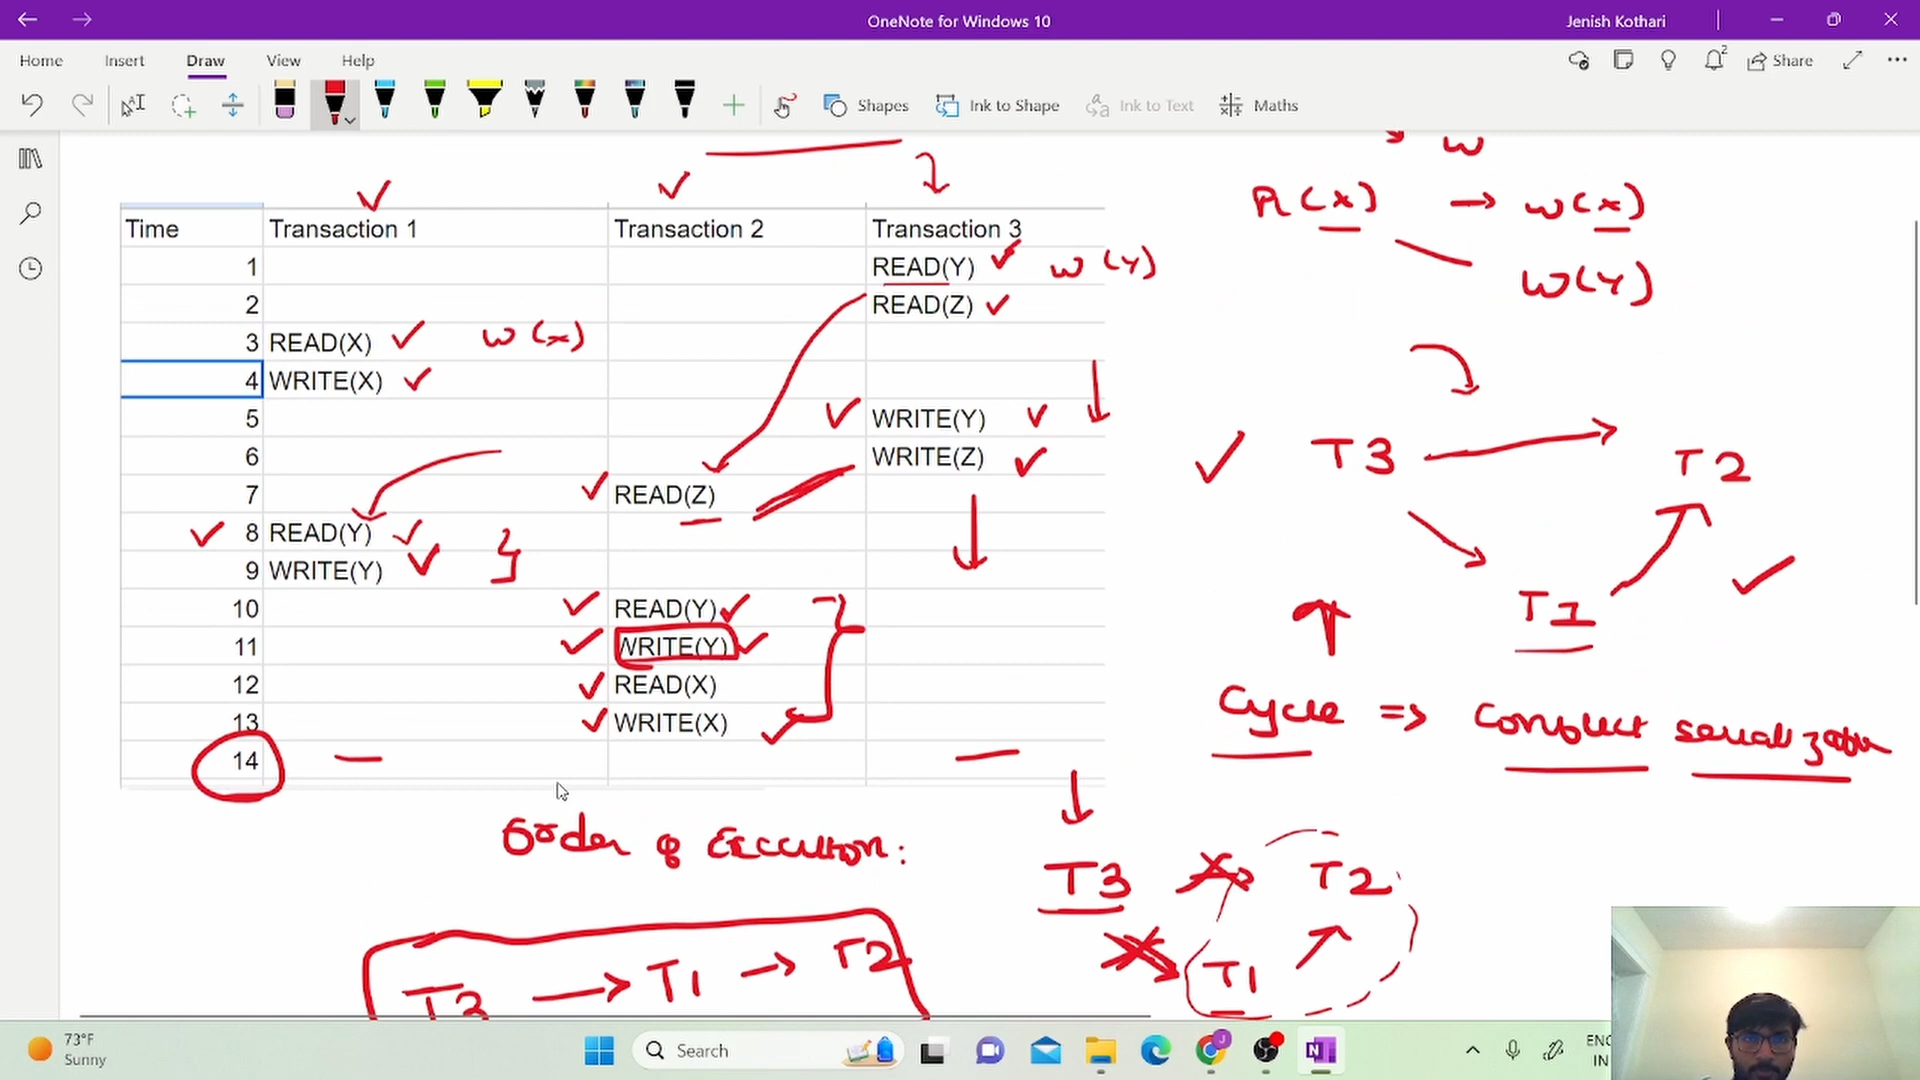 OneNote for Windows 10
Jenish Kothari
Home Insert Draw View Help
2 Share
Shapes Ink to Shape Ink to Text Maths
W
R(X) → W(X)
W(Y)
Time Transaction 1 Transaction 2 Transaction 3
1 READ(Y) W(Y)
2 READ(Z)
3 READ(X) W(X)
4 WRITE(X)
5 WRITE(Y)
6 WRITE(Z)
7 READ(Z)
8 READ(Y)
9 WRITE(Y)
10 READ(Y)
11 WRITE(Y)
12 READ(X)
13 WRITE(X)
14
T3 → T2
T1
Cycle ⇒
Order of Execution:
T3 T2
T1
T3 → T1 → T2
73°F
Sunny
Search
J
N
ENG
IN